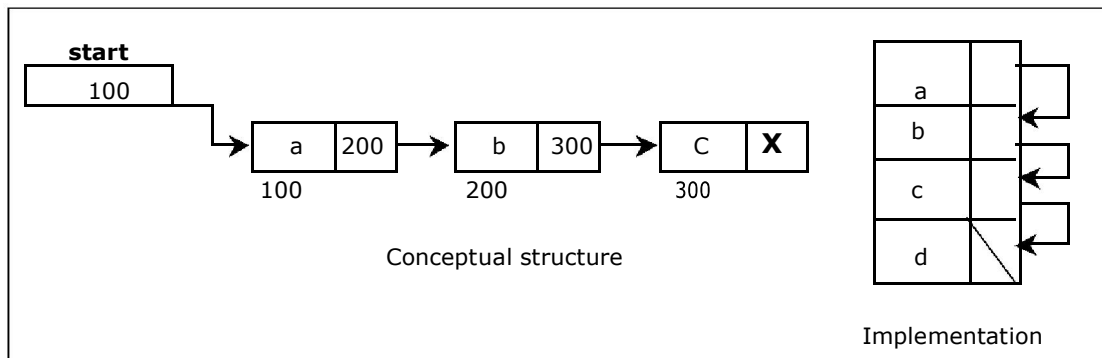 start
100
a 200 b 300 C X
100 200 300
Conceptual structure
a
b
c
d
Implementation